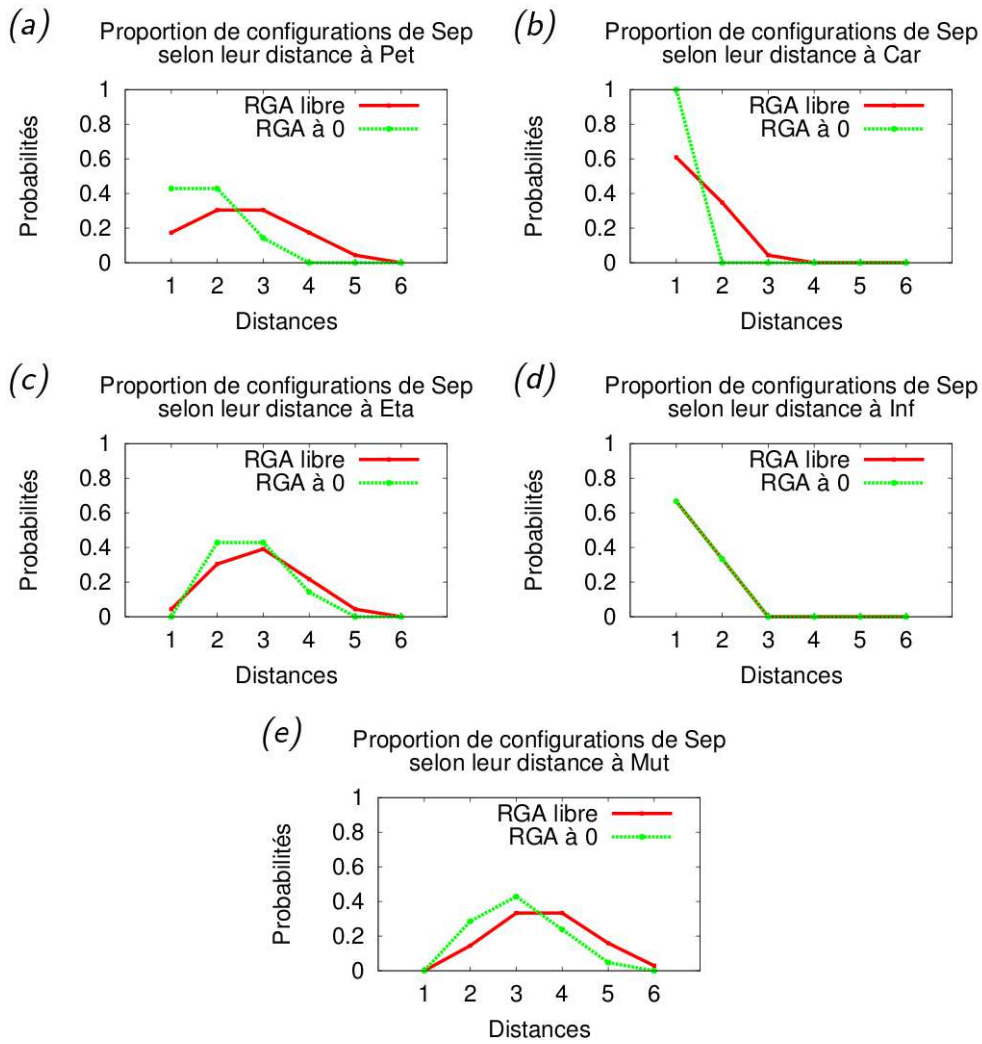 (a)
Proportion de configurations de Sep
selon leur distance à Pet
Probabilités
1
0.8
0.6
0.4
0.2
0
RGA libre
RGA à 0
1 2 3 4 5 6
Distances
(b)
Proportion de configurations de Sep
selon leur distance à Car
Probabilités
1
0.8
0.6
0.4
0.2
0
RGA libre
RGA à 0
1 2 3 4 5 6
Distances
(c)
Proportion de configurations de Sep
selon leur distance à Eta
Probabilités
1
0.8
0.6
0.4
0.2
0
RGA libre
RGA à 0
1 2 3 4 5 6
Distances
(d)
Proportion de configurations de Sep
selon leur distance à Inf
Probabilités
1
0.8
0.6
0.4
0.2
0
RGA libre
RGA à 0
1 2 3 4 5 6
Distances
(e)
Proportion de configurations de Sep
selon leur distance à Mut
Probabilités
1
0.8
0.6
0.4
0.2
0
RGA libre
RGA à 0
1 2 3 4 5 6
Distances